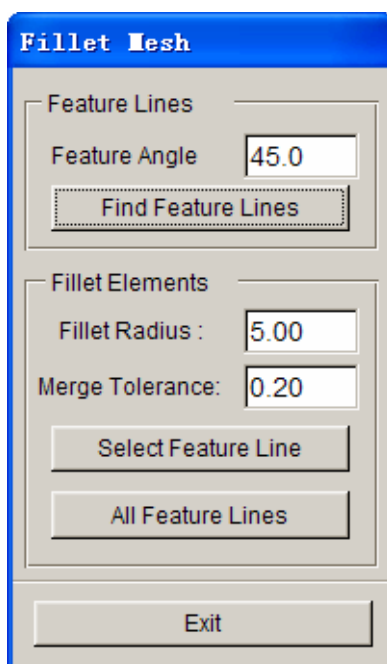 Fillet Mesh
Feature Lines
Feature Angle 45.0
Find Feature Lines
Fillet Elements
Fillet Radius : 5.00
Merge Tolerance: 0.20
Select Feature Line
All Feature Lines
Exit